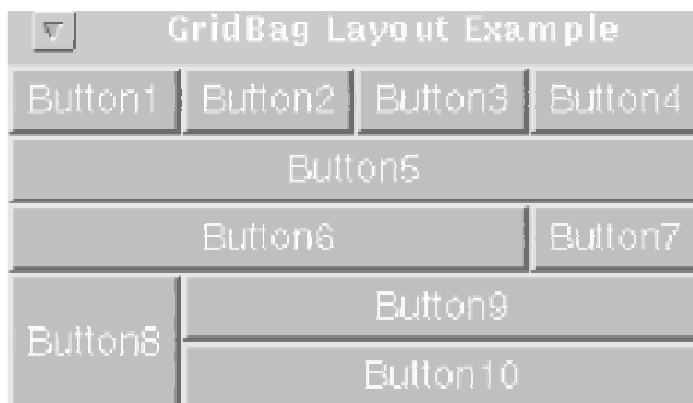 GridBag Layout Example
Button1 Button2 Button3 Button4
Button5
Button6 Button7
Button8
Button9
Button10